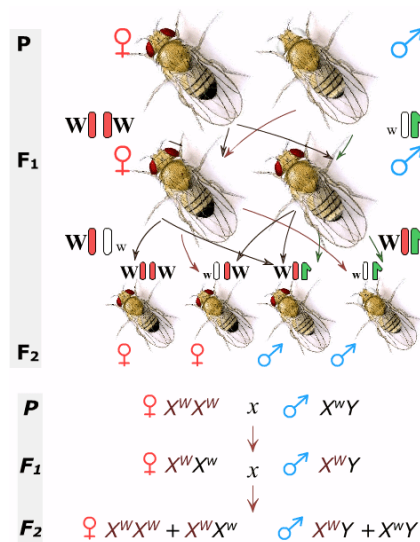 P ♀ ♂
W W w
F₁ ♀ ♂
W w W
W W w W W w
♀ ♀ ♂ ♂
F₂
P ♀ XᵂXᵂ x ♂ XʷY
F₁ ♀ XᵂXʷ x ♂ XᵂY
F₂ ♀ XᵂXᵂ + XᵂXʷ ♂ XᵂY + XʷY